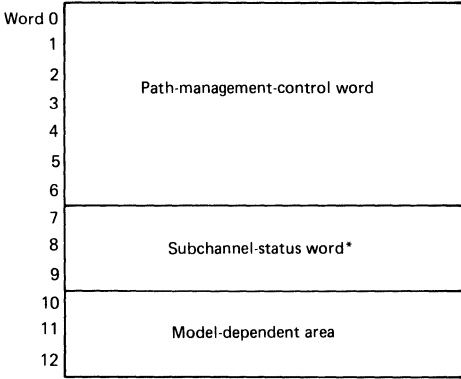 Word 0
1
2
Path-management-control word
3
4
5
6
7
8 Subchannel-status word*
9
10
11 Model-dependent area
12